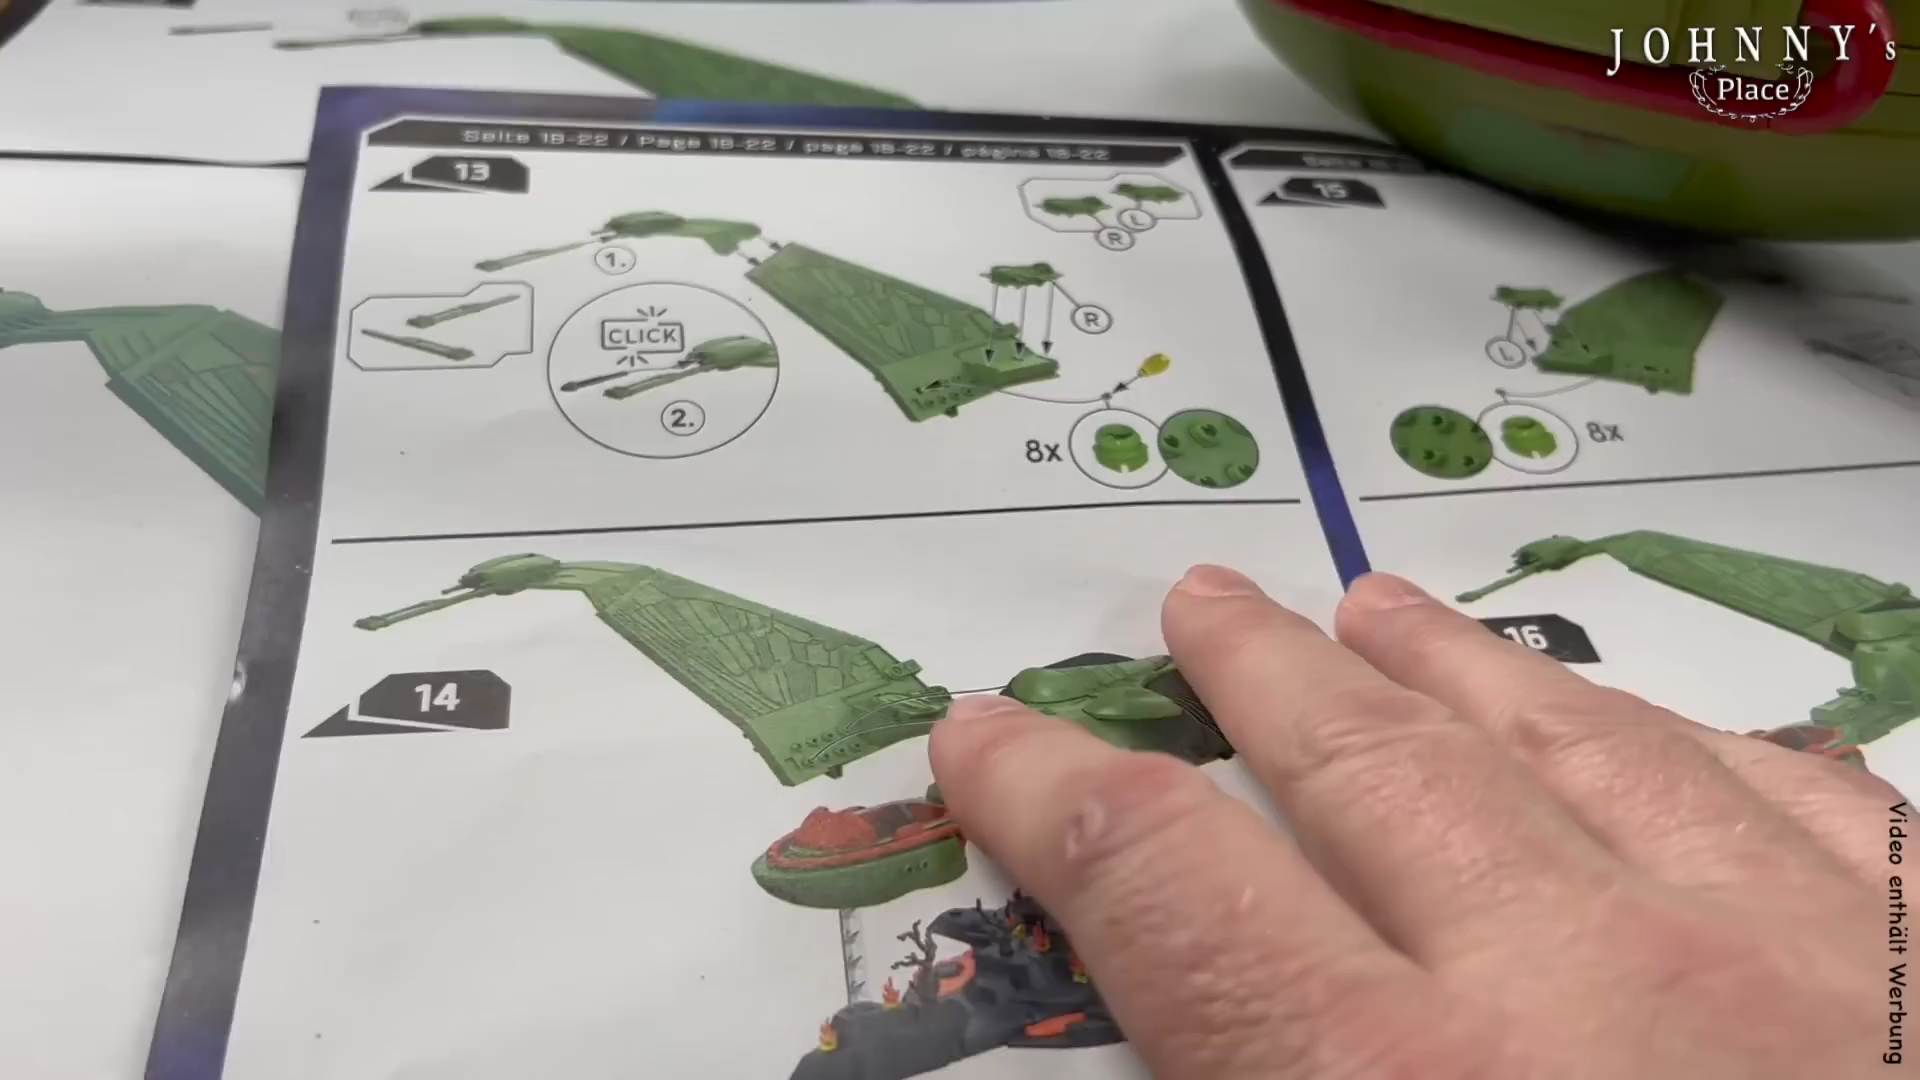 JOHNNY's
Place
Seite 18-22 / Page 18-22 / page 18-22 / página 18-22
13
15
1.
L
R
CLICK
R
L
2.
8x
8x
14
16
Video enthält Werbung